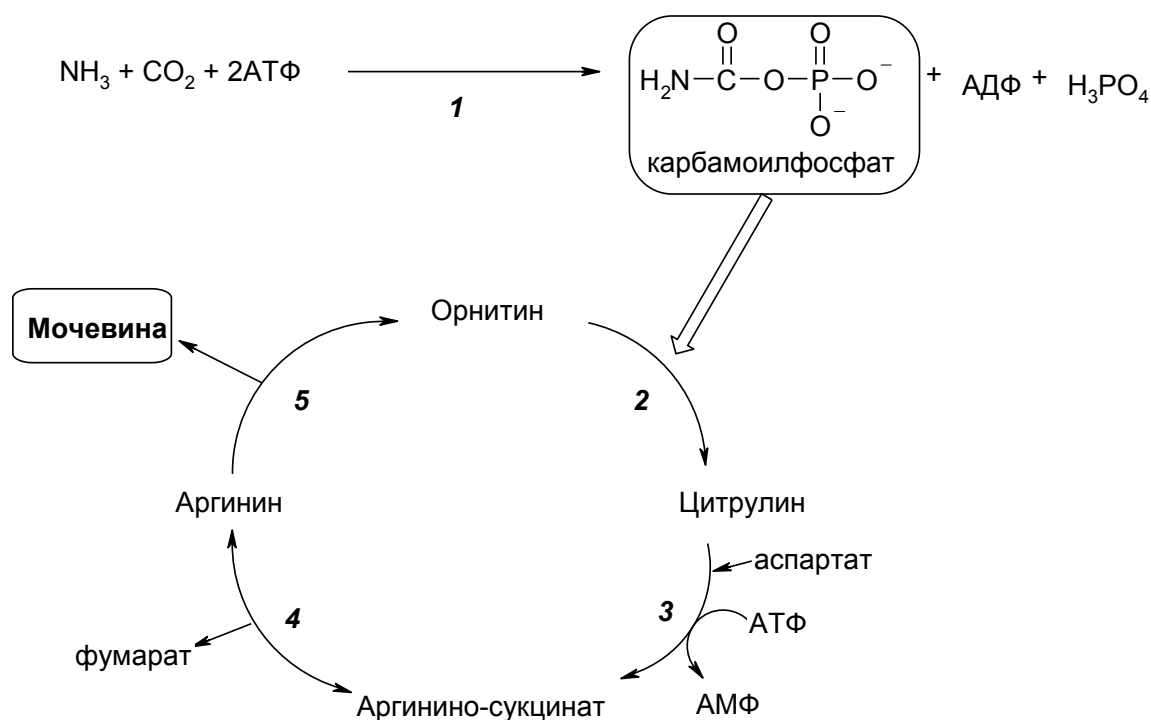 NH3 + CO2 + 2АТФ
1
H2N C O P O−
O
O
O−
карбамоилфосфат
+ АДФ + H3PO4
Мочевина
Орнитин
5
2
Аргинин
Цитрулин
аспартат
4
3
АТФ
фумарат
Аргинино-сукцинат
АМФ